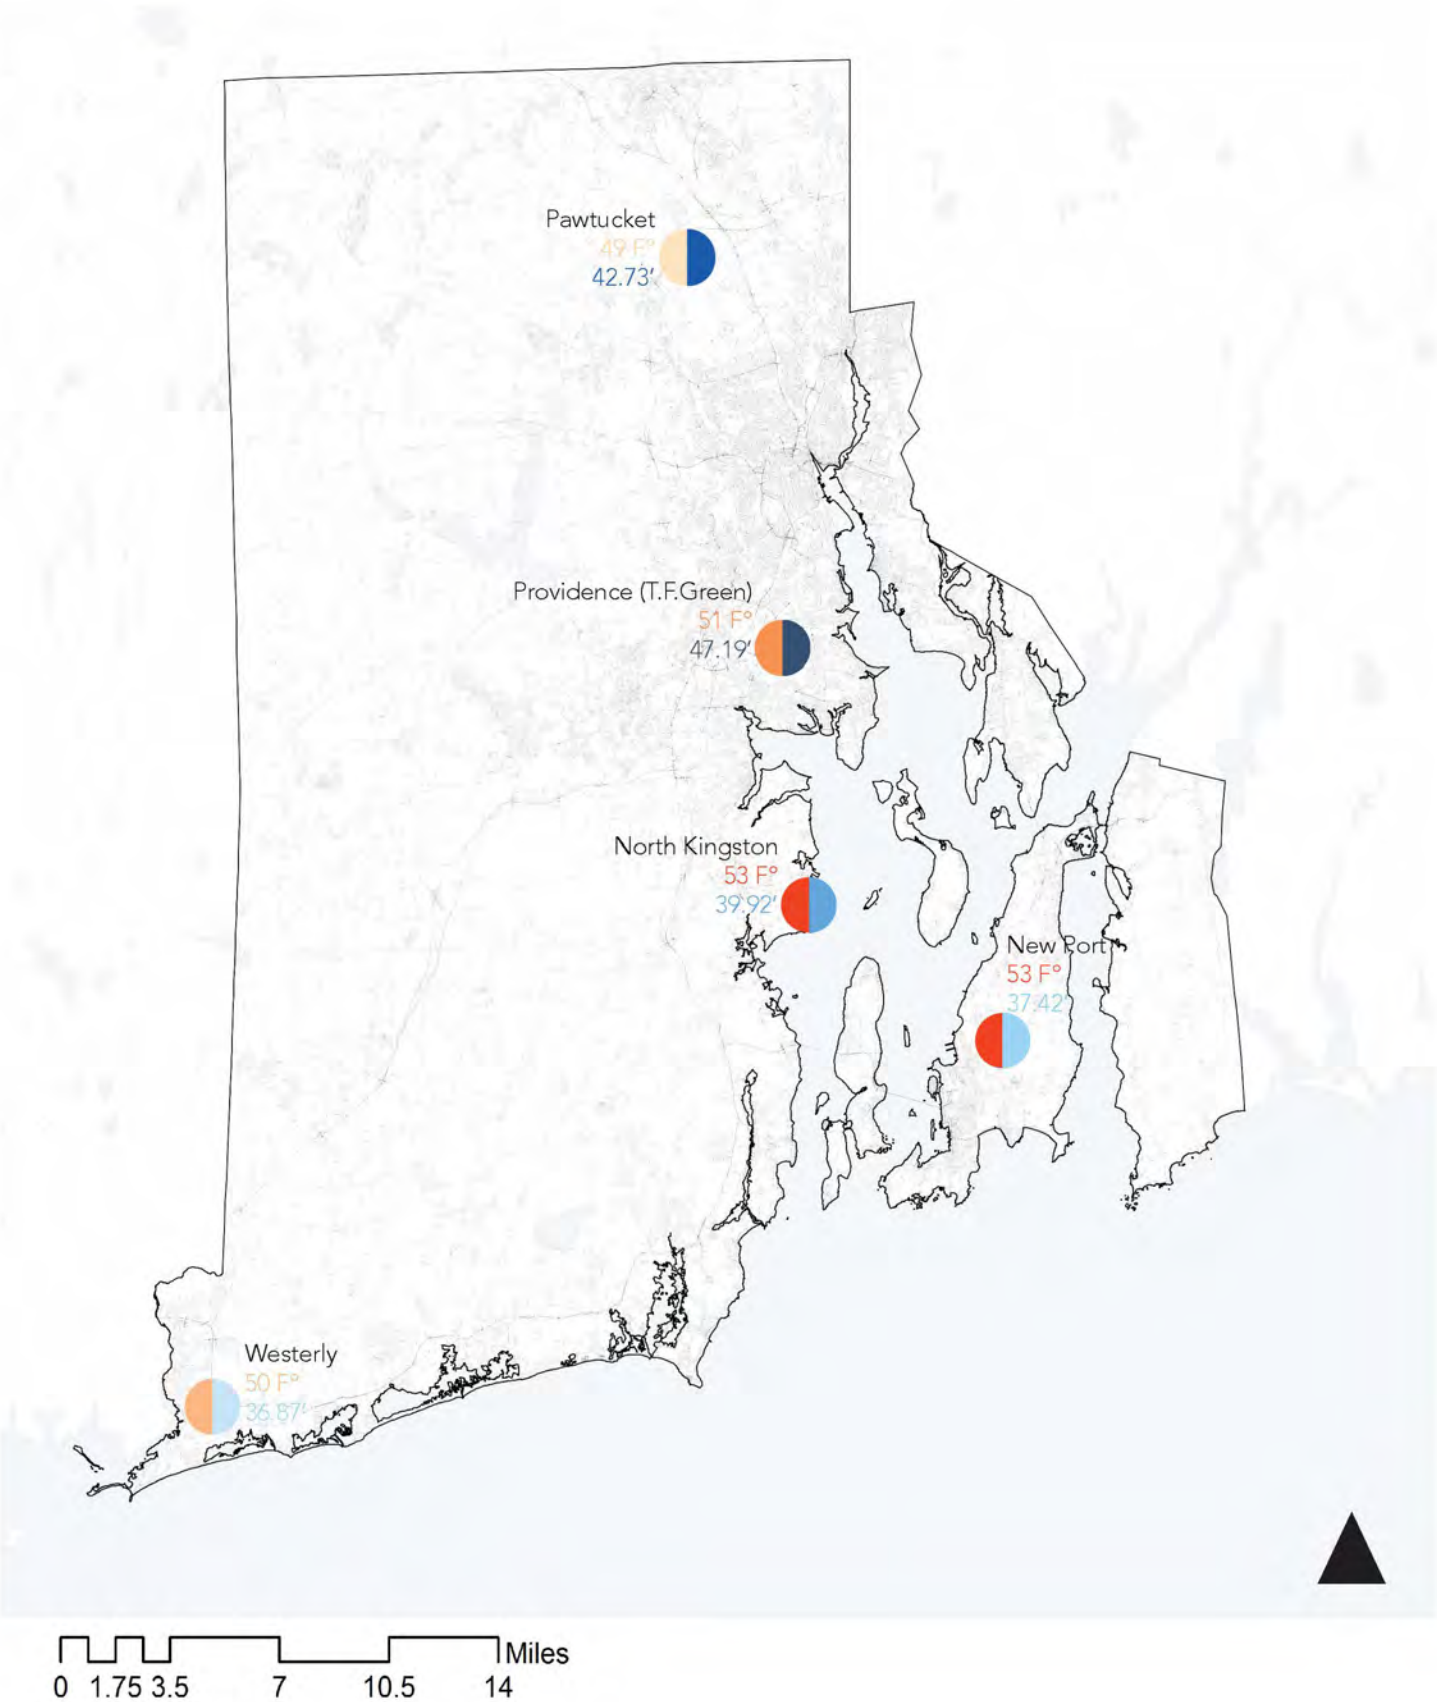 Pawtucket
49 F°
42.73'
Providence (T.F.Green)
51 F°
47.19'
North Kingston
53 F°
39.92'
New Port
53 F°
37.42'
Westerly
50 F°
36.87'
Miles
0 1.75 3.5 7 10.5 14